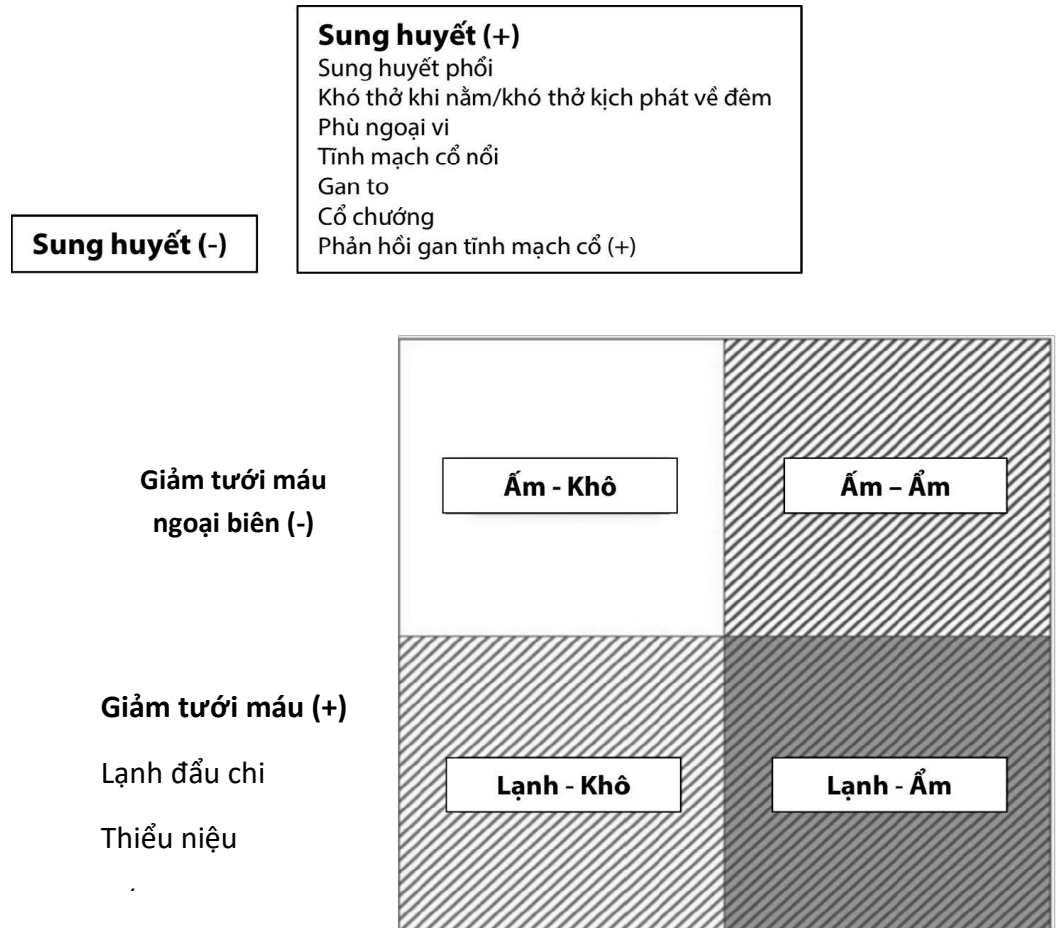 Sung huyết (+)
Sung huyết phổi
Khó thở khi nằm/khó thở kịch phát về đêm
Phù ngoại vi
Tĩnh mạch cổ nổi
Gan to
Cổ chướng
Phản hồi gan tĩnh mạch cổ (+)
Sung huyết (-)
Giảm tưới máu
ngoại biên (-)
Ấm - Khô
Ấm – Ẩm
Giảm tưới máu (+)
Lạnh đẩu chi
Thiểu niệu
Lạnh - Khô
Lạnh - Ẩm